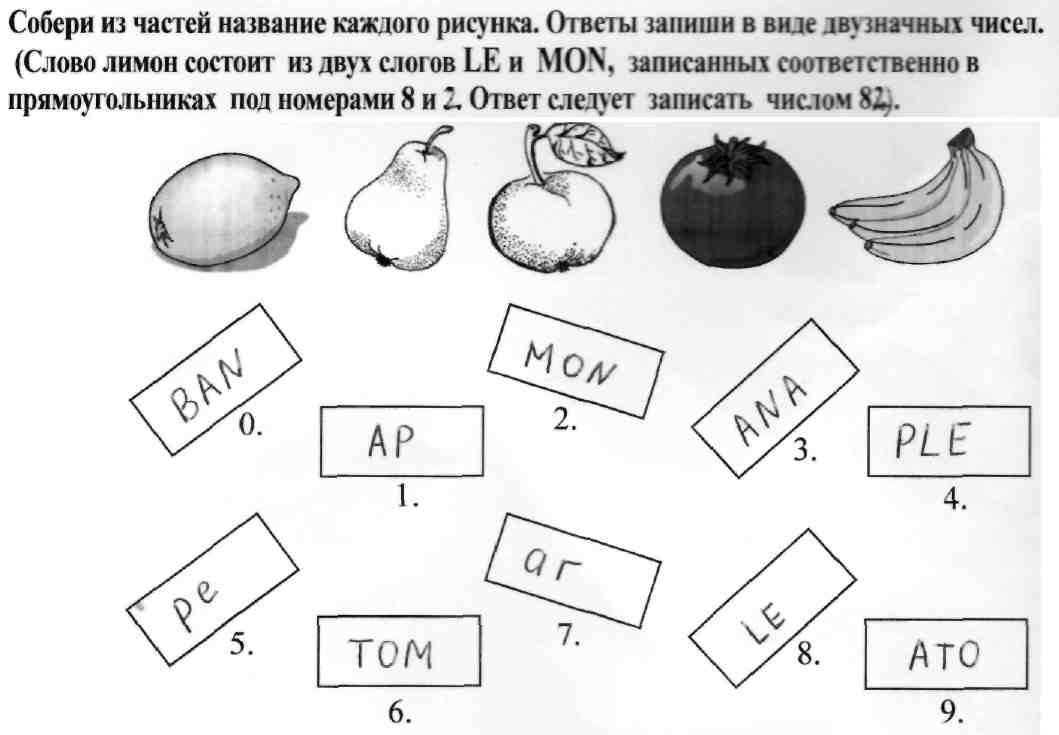 Собери из частей название каждого рисунка. Ответы запиши в виде двузначных чисел.
(Слово лимон состоит из двух слогов LE и MON, записанных соответственно в
прямоугольниках под номерами 8 и 2. Ответ следует записать числом 82).
BAN
0.
AP
1.
MON
2.
ANA
3.
PLE
4.
Pe
5.
TOM
6.
ar
7.
LE
8.
ATO
9.